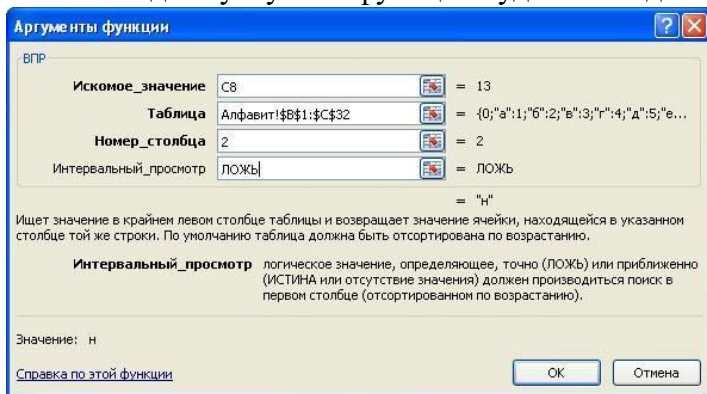 Аргументы функции
ВПР
Искомое_значение C8 = 13
Таблица Алфавит!$B$1:$C$32 = {0;"а":1;"б":2;"в":3;"г":4;"д":5;"е...
Номер_столбца 2 = 2
Интервальный_просмотр ЛОЖЬ = ЛОЖЬ
= "н"
Ищет значение в крайнем левом столбце таблицы и возвращает значение ячейки, находящейся в указанном
столбце той же строки. По умолчанию таблица должна быть отсортирована по возрастанию.
Интервальный_просмотр логическое значение, определяющее, точно (ЛОЖЬ) или приближенно
(ИСТИНА или отсутствие значения) должен производиться поиск в
первом столбце (отсортированном по возрастанию).
Значение: н
Справка по этой функции
ОК Отмена